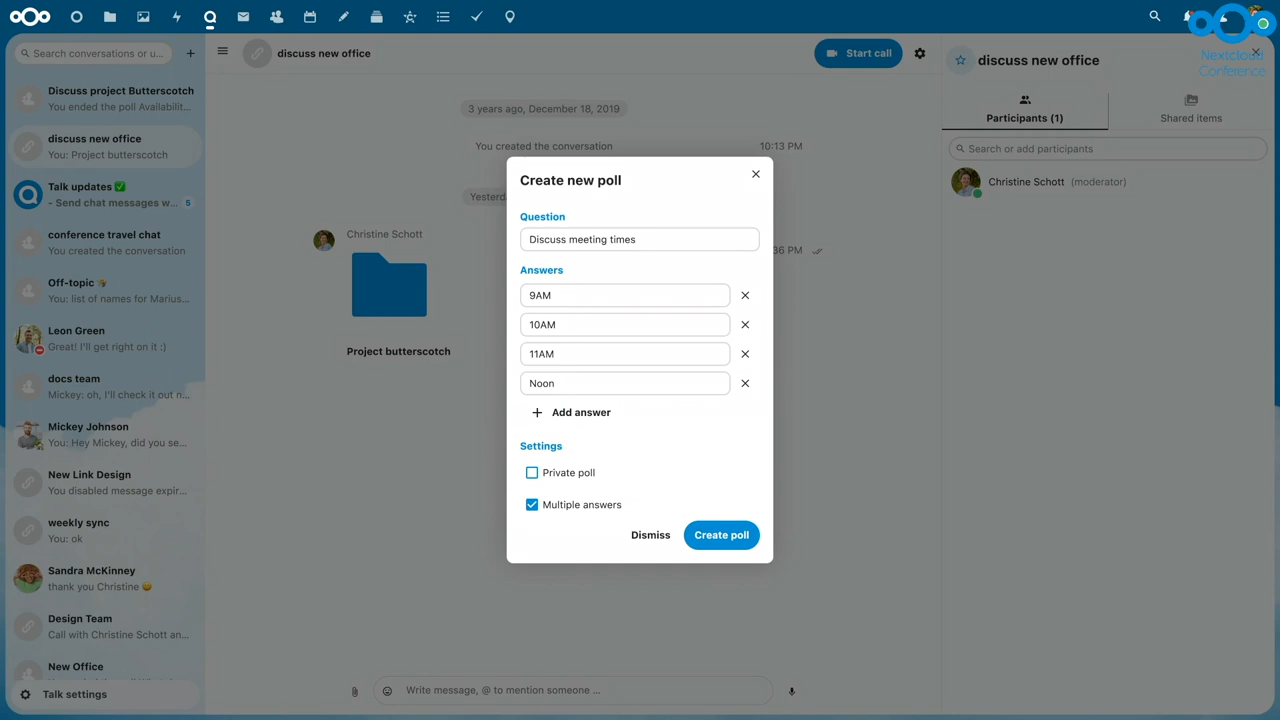 Nextcloud
Conference
Search conversations or u...
Discuss project Butterscotch
You ended the poll Availabilit...
discuss new office
You: Project butterscotch
Talk updates ✅
- Send chat messages w...
5
conference travel chat
You created the conversation
Off-topic
You: list of names for Marius...
Leon Green
Great! I'll get right on it :)
docs team
Mickey: oh, I'll check it out n...
Mickey Johnson
You: Hey Mickey, did you se...
New Link Design
You disabled message expir...
weekly sync
You: ok
Sandra McKinney
thank you Christine 😄
Design Team
Call with Christine Schott an...
New Office
Talk settings
discuss new office
Start call
3 years ago, December 18, 2019
You created the conversation
10:13 PM
Christine Schott
36 PM
Project butterscotch
Create new poll
Question
Discuss meeting times
Answers
9AM
10AM
11AM
Noon
Add answer
Settings
Private poll
Multiple answers
Dismiss
Create poll
Write message, @ to mention someone ...
discuss new office
Participants (1)
Shared items
Search or add participants
Christine Schott (moderator)